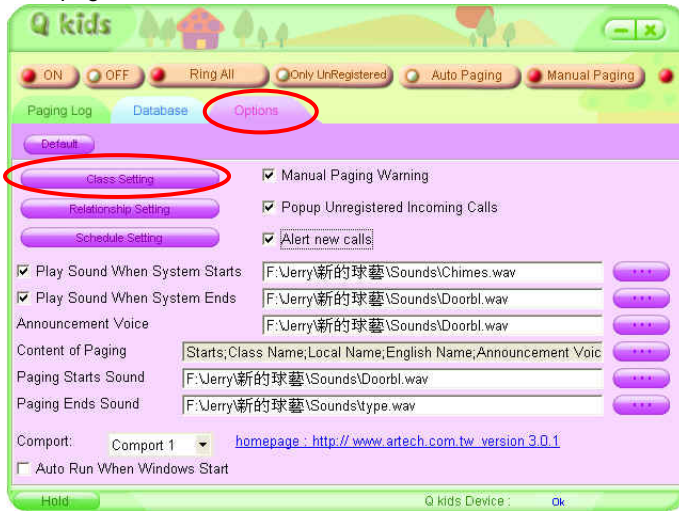 Q kids
ON OFF Ring All Only UnRegistered Auto Paging Manual Paging
Paging Log Database Options
Default
Class Setting Manual Paging Warning
Relationship Setting Popup Unregistered Incoming Calls
Schedule Setting Alert new calls
Play Sound When System Starts F:\Jerry\新的球藝\Sounds\Chimes.wav ...
Play Sound When System Ends F:\Jerry\新的球藝\Sounds\Doorbl.wav ...
Announcement Voice F:\Jerry\新的球藝\Sounds\Doorbl.wav ...
Content of Paging Starts;Class Name;Local Name;English Name;Announcement Voic ...
Paging Starts Sound F:\Jerry\新的球藝\Sounds\Doorbl.wav ...
Paging Ends Sound F:\Jerry\新的球藝\Sounds\type.wav ...
Comport: Comport 1 homepage : http:// www.artech.com.tw version 3.0.1
Auto Run When Windows Start
Hold Q kids Device : Ok